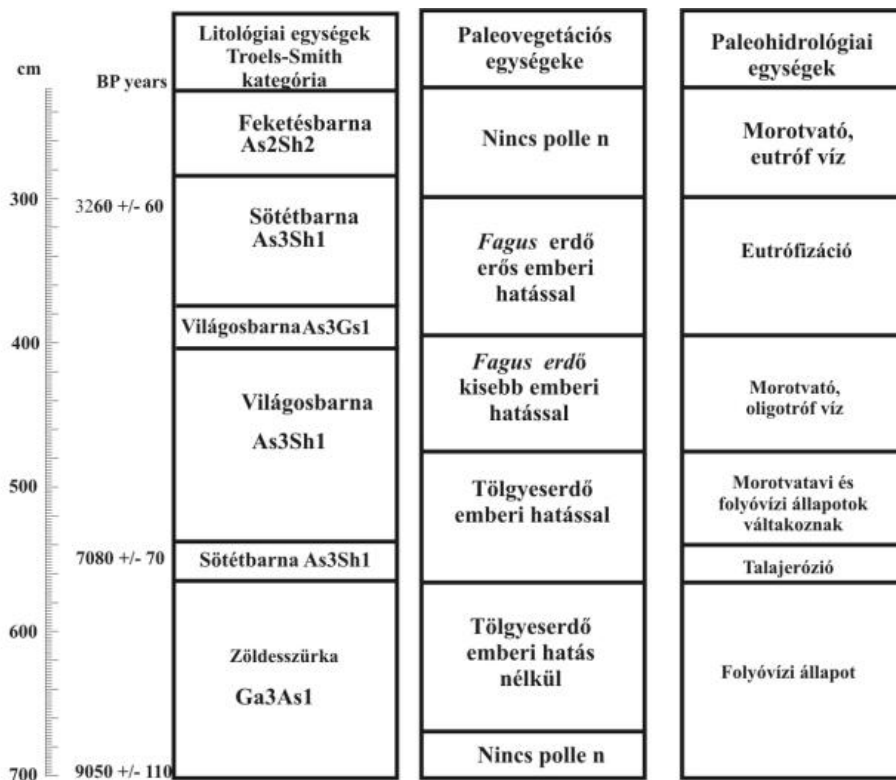 cm
BP years
300
400
500
600
700
3260 +/- 60
7080 +/- 70
9050 +/- 110
Litológiai egységek
Troels-Smith
kategória
Feketésbarna
As2Sh2
Sötétbarna
As3Sh1
Világosbarna As3Gs1
Világosbarna
As3Sh1
Sötétbarna As3Sh1
Zöldesszürka
Ga3As1
Paleovegetációs
egységeke
Nincs polle n
Fagus erdő
erős emberi
hatással
Fagus erdő
kisebb emberi
hatással
Tölgyeserdő
emberi hatással
Tölgyeserdő
emberi hatás
nélkül
Nincs polle n
Paleohidrológiai
egységek
Morotvató,
eutróf víz
Eutrófizáció
Morotvató,
oligotróf víz
Morotvatavi és
folyóvízi állapotok
váltakoznak
Talajerózió
Folyóvízi állapot